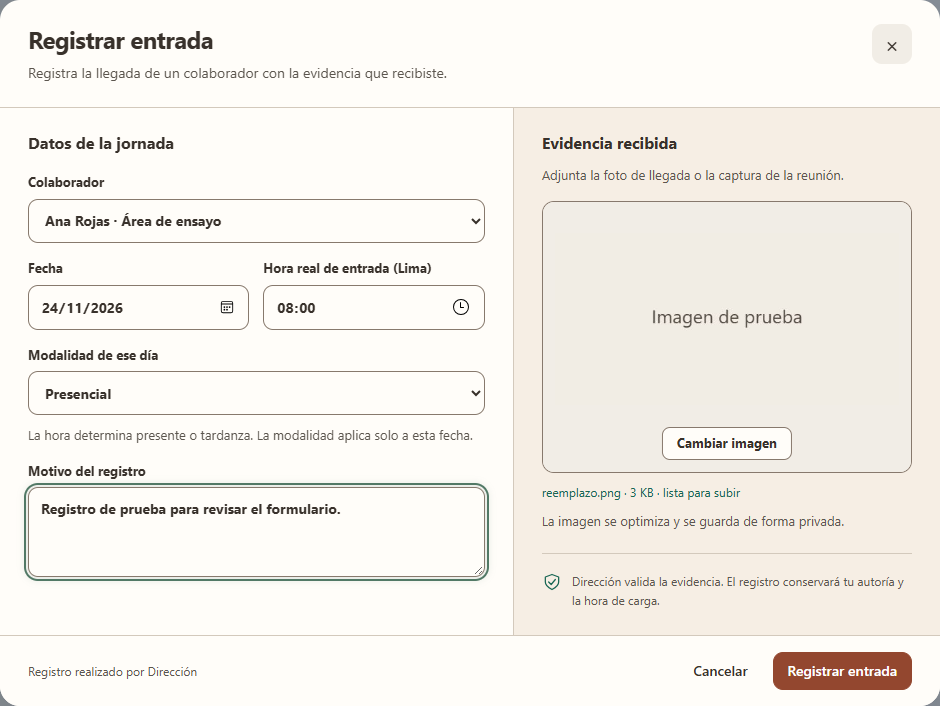 Registrar entrada
Registra la llegada de un colaborador con la evidencia que recibiste.
Datos de la jornada
Colaborador
Ana Rojas · Área de ensayo
Fecha
Hora real de entrada (Lima)
24/11/2026
08:00
Modalidad de ese día
Presencial
La hora determina presente o tardanza. La modalidad aplica solo a esta fecha.
Motivo del registro
Registro de prueba para revisar el formulario.
Evidencia recibida
Adjunta la foto de llegada o la captura de la reunión.
Imagen de prueba
Cambiar imagen
reemplazo.png · 3 KB · lista para subir
La imagen se optimiza y se guarda de forma privada.
Dirección valida la evidencia. El registro conservará tu autoría y
la hora de carga.
Registro realizado por Dirección
Cancelar
Registrar entrada